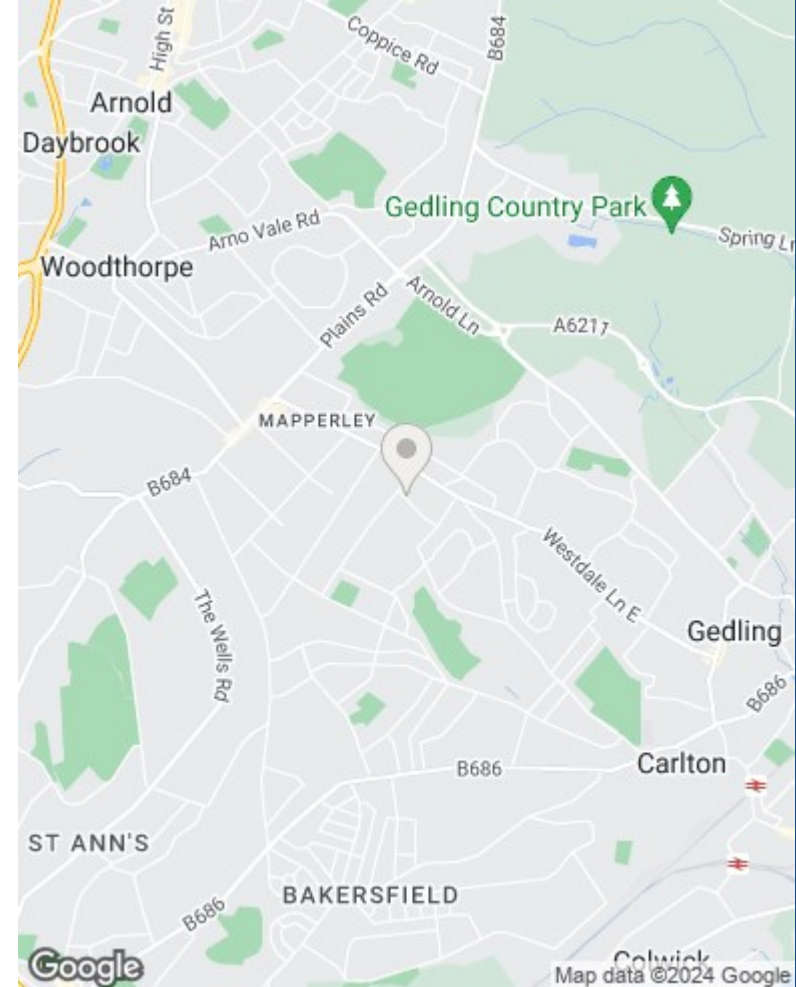 High St
Coppice Rd
B684
Arnold
Daybrook
Gedling Country Park
Arno Vale Rd
Spring Ln
Woodthorpe
Plains Rd
Arnold Ln
A6211
MAPPERLEY
B684
Westdale Ln E
The Wells Rd
Gedling
B686
Carlton
B686
ST ANN'S
BAKERSFIELD
B686
Colwick
Google
Map data ©2024 Google